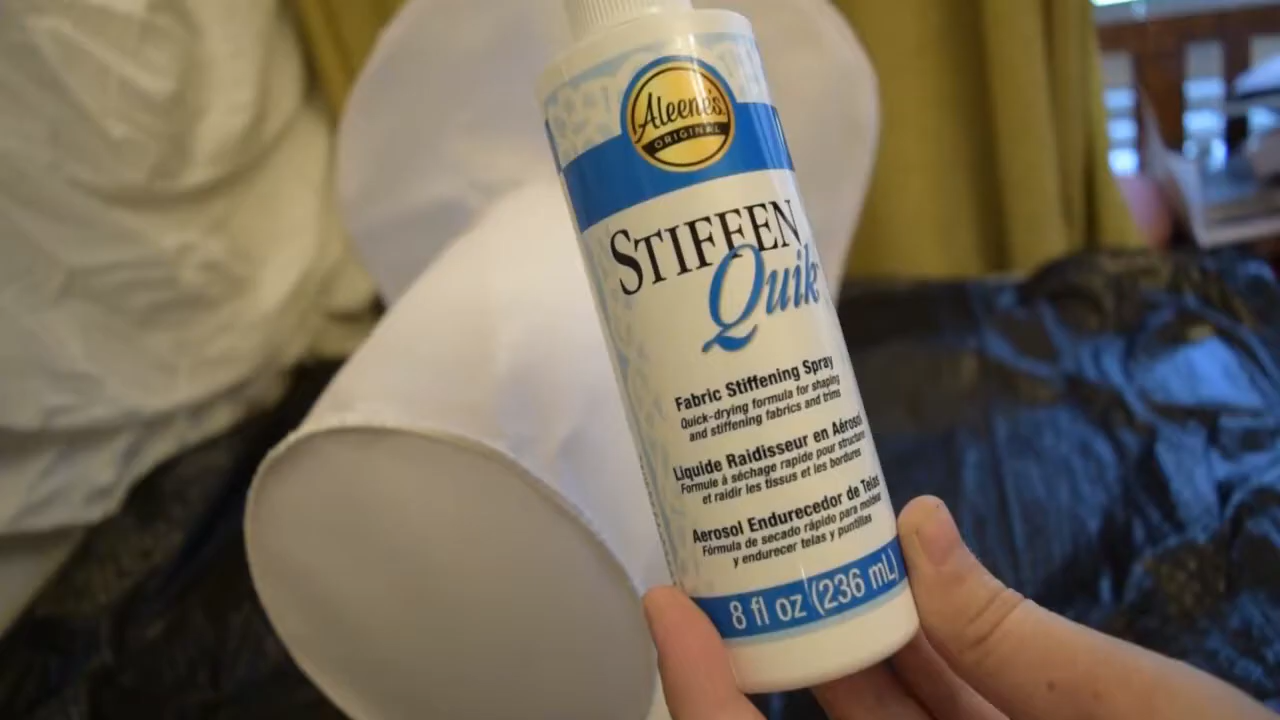 Aleene's
ORIGINAL
STIFFEN
Quik
Fabric Stiffening Spray
Quick-drying formula for shaping
and stiffening fabrics and trims
Liquide Raidisseur en Aérosol
Formule à séchage rapide pour structurer
et raidir les tissus et les bordures
Aerosol Endurecedor de Telas
Fórmula de secado rápido para moldear
y endurecer telas y puntillas
8 fl oz (236 mL)